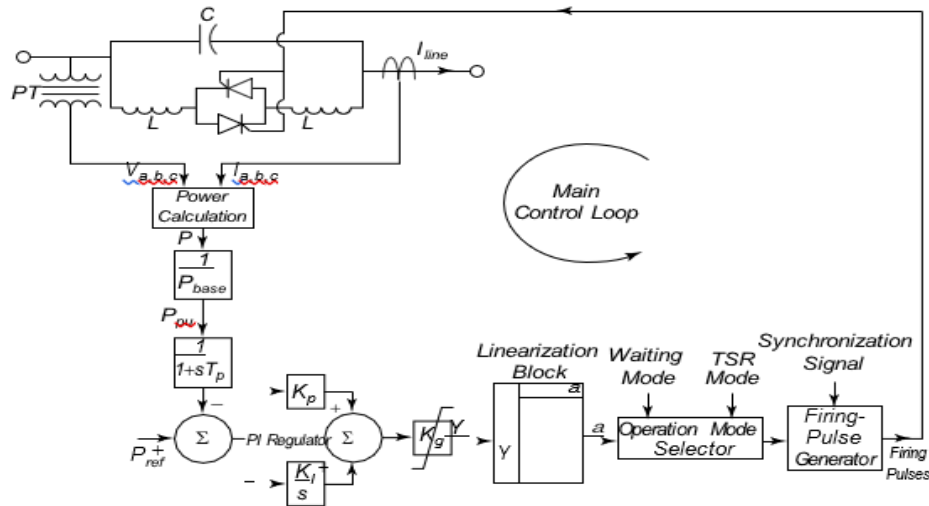 C
I line
PT
L
L
V a,b,c
I a,b,c
Power
Calculation
P
1
P base
P pu
1
1+sT p
−
Σ
+
P ref
PI Regulator
K p
+
Σ
+
−
K I
s
K g
Y
Linearization
Block
a
Y
a
Waiting
Mode
TSR
Mode
Operation Mode
Selector
Synchronization
Signal
Firing-
Pulse
Generator
Firing
Pulses
Main
Control Loop